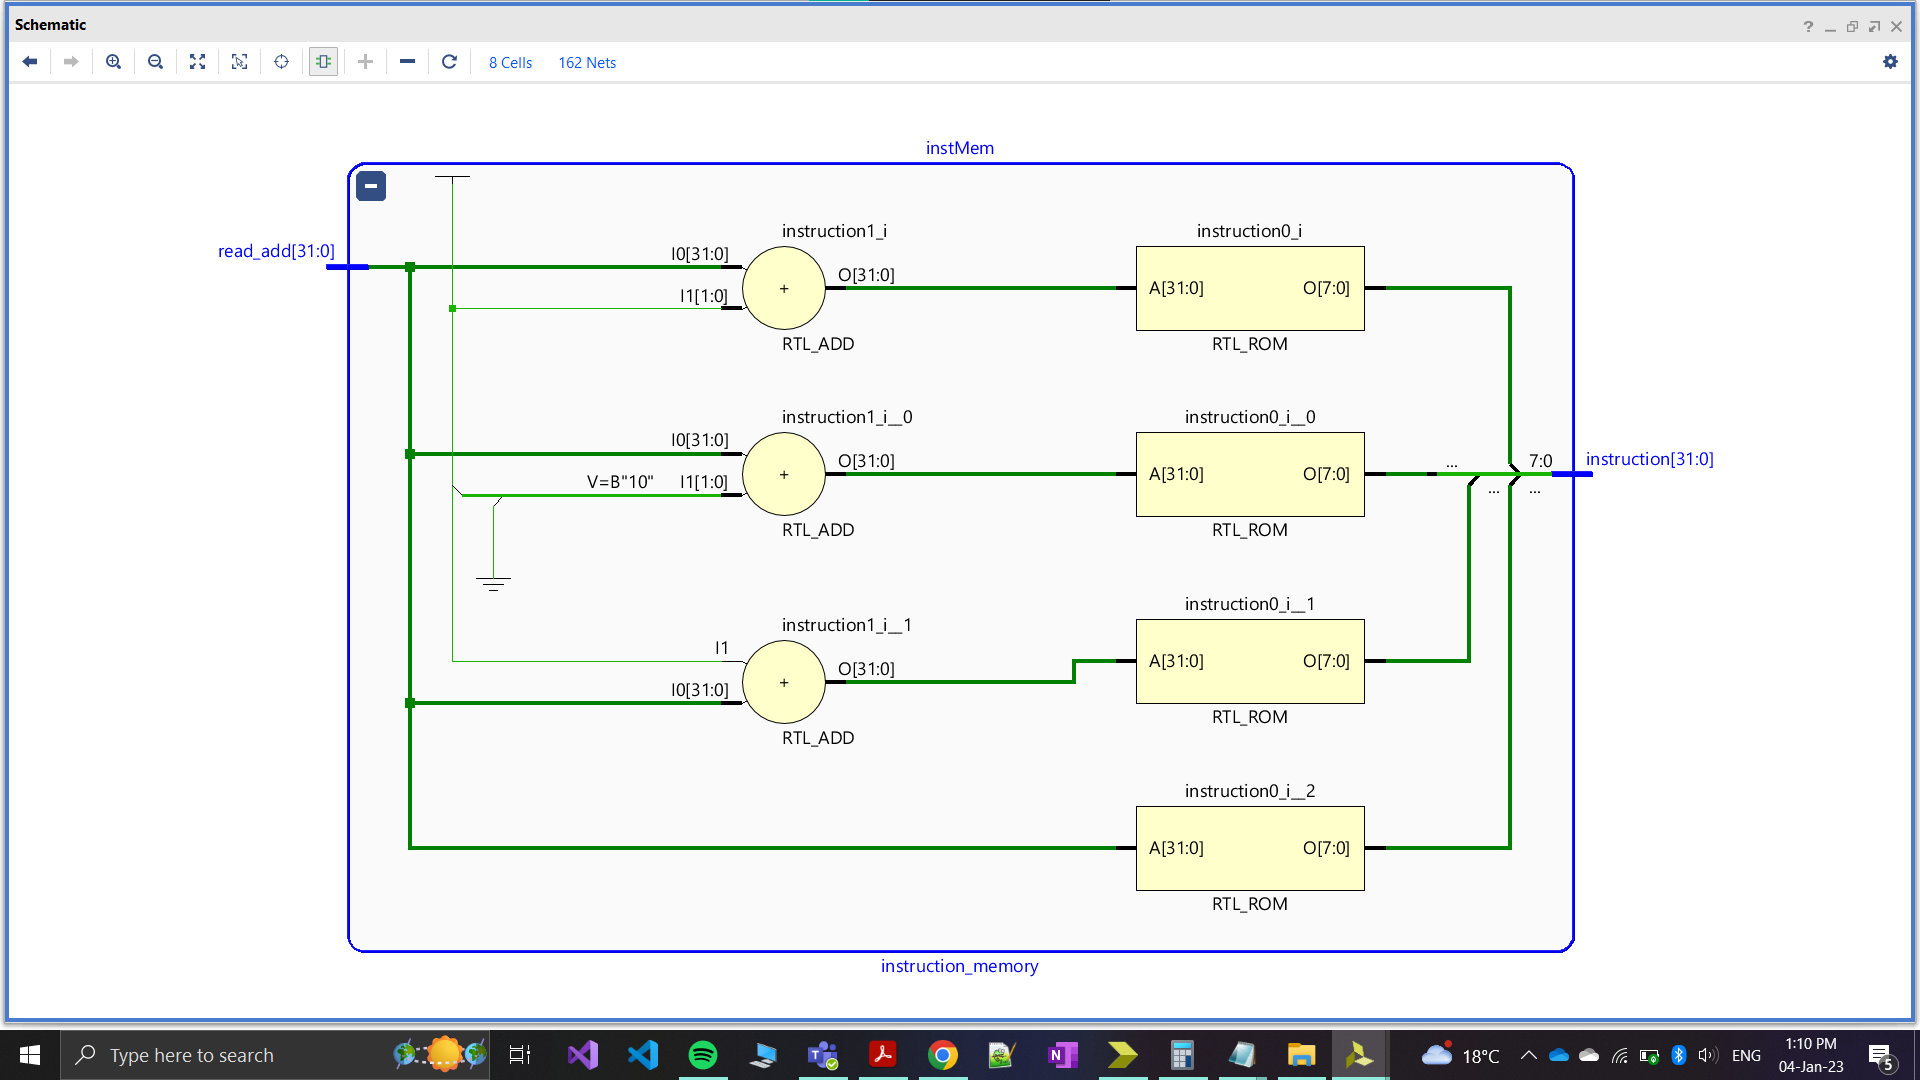 Schematic
8 Cells 162 Nets
instMem
read_add[31:0]
instruction1_i
I0[31:0]
I1[1:0]
+
O[31:0]
RTL_ADD
instruction0_i
A[31:0] O[7:0]
RTL_ROM
instruction1_i__0
I0[31:0]
V=B"10" I1[1:0]
+
O[31:0]
RTL_ADD
instruction0_i__0
A[31:0] O[7:0]
RTL_ROM
... 7:0
... ...
instruction[31:0]
instruction1_i__1
I1
I0[31:0]
+
O[31:0]
RTL_ADD
instruction0_i__1
A[31:0] O[7:0]
RTL_ROM
instruction0_i__2
A[31:0] O[7:0]
RTL_ROM
instruction_memory
Type here to search
18°C
ENG
1:10 PM
04-Jan-23
5